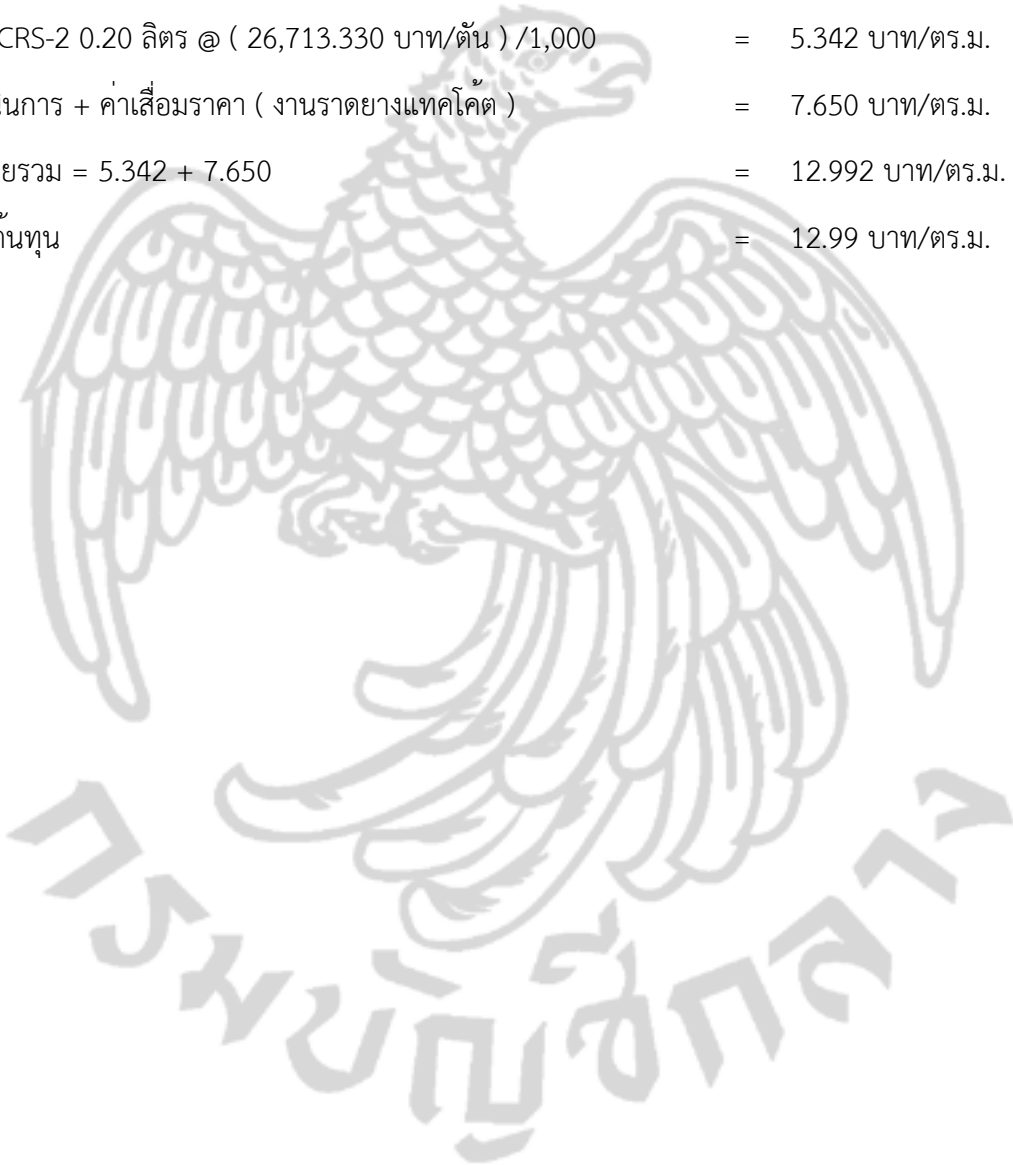 CRS-2 0.20 ลิตร @ ( 26,713.330 บาท/ตัน ) /1,000 = 5.342 บาท/ตร.ม.
นินการ + ค่าเสื่อมราคา ( งานราดยางแทคโค้ต ) = 7.650 บาท/ตร.ม.
ยรวม = 5.342 + 7.650 = 12.992 บาท/ตร.ม.
ต้นทุน = 12.99 บาท/ตร.ม.
กรมบัญชีกลาง